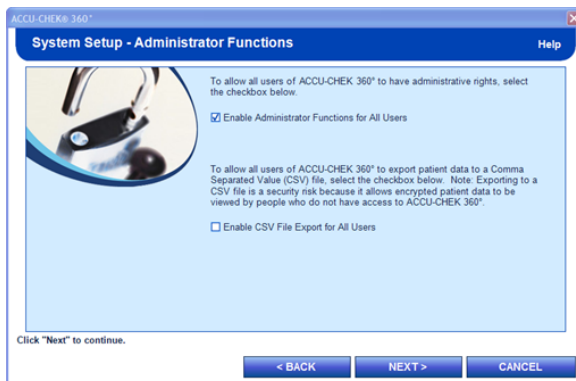 ACCU-CHEK® 360°
System Setup - Administrator Functions
Help
To allow all users of ACCU-CHEK 360° to have administrative rights, select
the checkbox below.
Enable Administrator Functions for All Users
To allow all users of ACCU-CHEK 360° to export patient data to a Comma
Separated Value (CSV) file, select the checkbox below. Note: Exporting to a
CSV file is a security risk because it allows encrypted patient data to be
viewed by people who do not have access to ACCU-CHEK 360°.
Enable CSV File Export for All Users
Click "Next" to continue.
< BACK
NEXT >
CANCEL